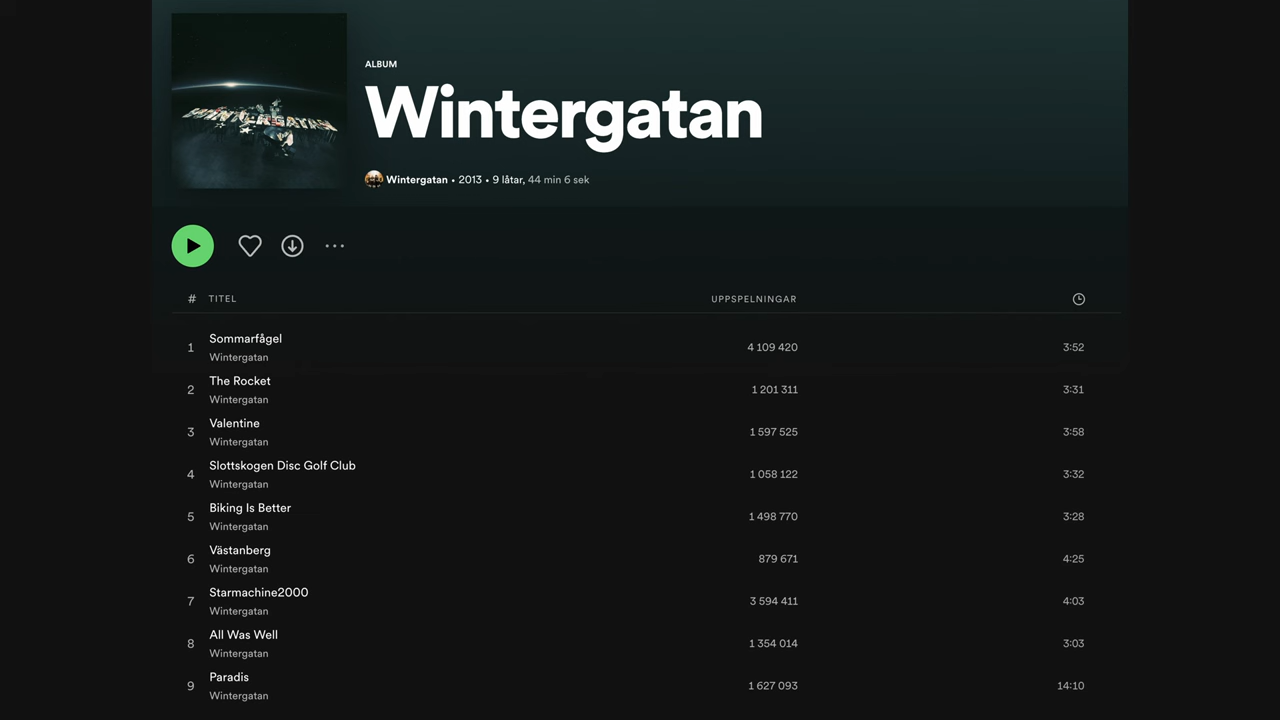 WINTERGATAN
ALBUM
Wintergatan
Wintergatan • 2013 • 9 låtar, 44 min 6 sek
# TITEL UPPSPELNINGAR
1 Sommarfågel 4 109 420 3:52
Wintergatan
2 The Rocket 1 201 311 3:31
Wintergatan
3 Valentine 1 597 525 3:58
Wintergatan
4 Slottskogen Disc Golf Club 1 058 122 3:32
Wintergatan
5 Biking Is Better 1 498 770 3:28
Wintergatan
6 Västanberg 879 671 4:25
Wintergatan
7 Starmachine2000 3 594 411 4:03
Wintergatan
8 All Was Well 1 354 014 3:03
Wintergatan
9 Paradis 1 627 093 14:10
Wintergatan